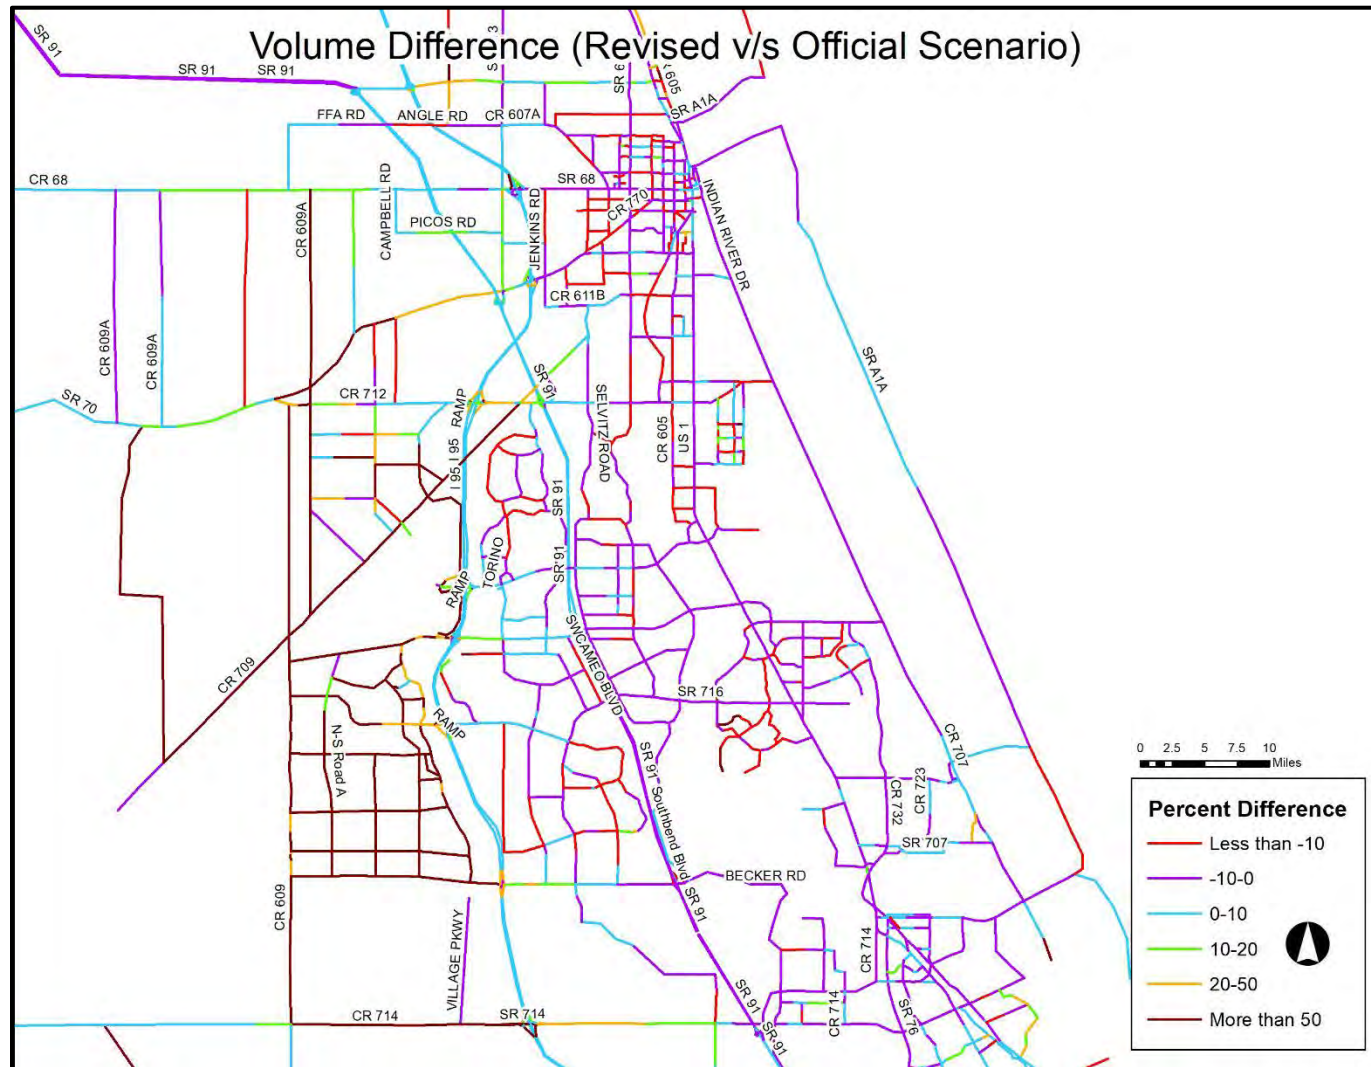 Volume Difference (Revised v/s Official Scenario)
SR 91
SR 91
SR 91
SR A1A
FFA RD
ANGLE RD
CR 607A
CR 68
SR 68
CAMPBELL RD
PICOS RD
JENKINS RD
CR 770
INDIAN RIVER DR
CR 609A
CR 609A
CR 609A
CR 611B
SR A1A
SR 70
CR 712
RAMP
SR 91
SELVITZ ROAD
CR 605
US 1
I 95
I 95
SR 91
SR 91
TORINO
RAMP
SW CAMEO BLVD
CR 709
SR 716
RAMP
N-S Road A
SR 91
Southbend Blvd
CR 707
CR 723
CR 732
SR 707
BECKER RD
SR 91
CR 609
VILLAGE PKWY
CR 714
CR 714
SR 714
SR 91
SR 91
CR 714
SR 76
0 2.5 5 7.5 10
Miles
Percent Difference
Less than -10
-10-0
0-10
10-20
20-50
More than 50